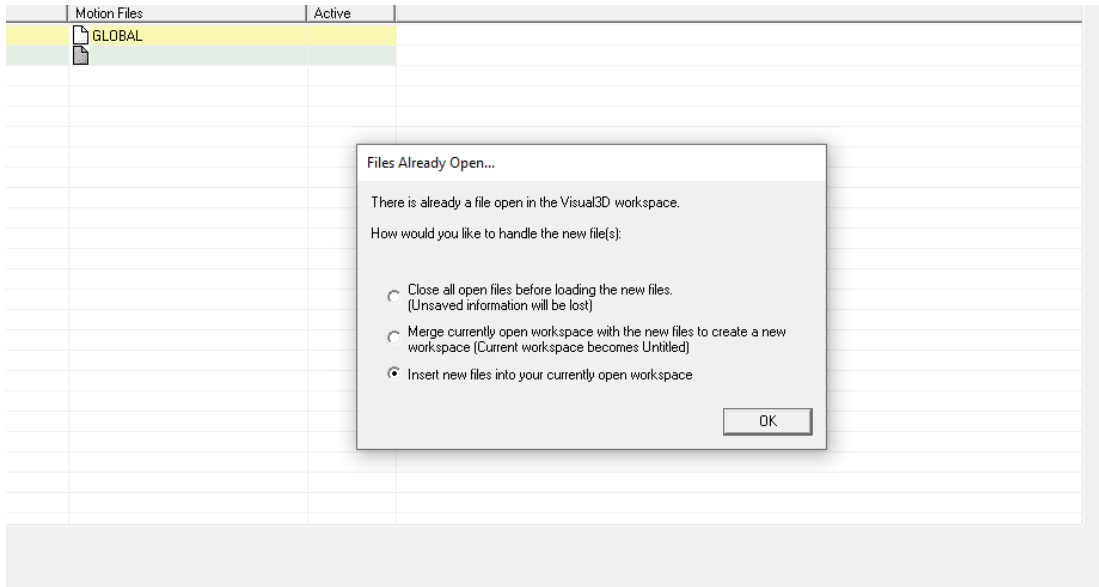 Motion Files
Active
GLOBAL
Files Already Open...
There is already a file open in the Visual3D workspace.
How would you like to handle the new file(s):
Close all open files before loading the new files.
(Unsaved information will be lost)
Merge currently open workspace with the new files to create a new
workspace (Current workspace becomes Untitled)
Insert new files into your currently open workspace
OK